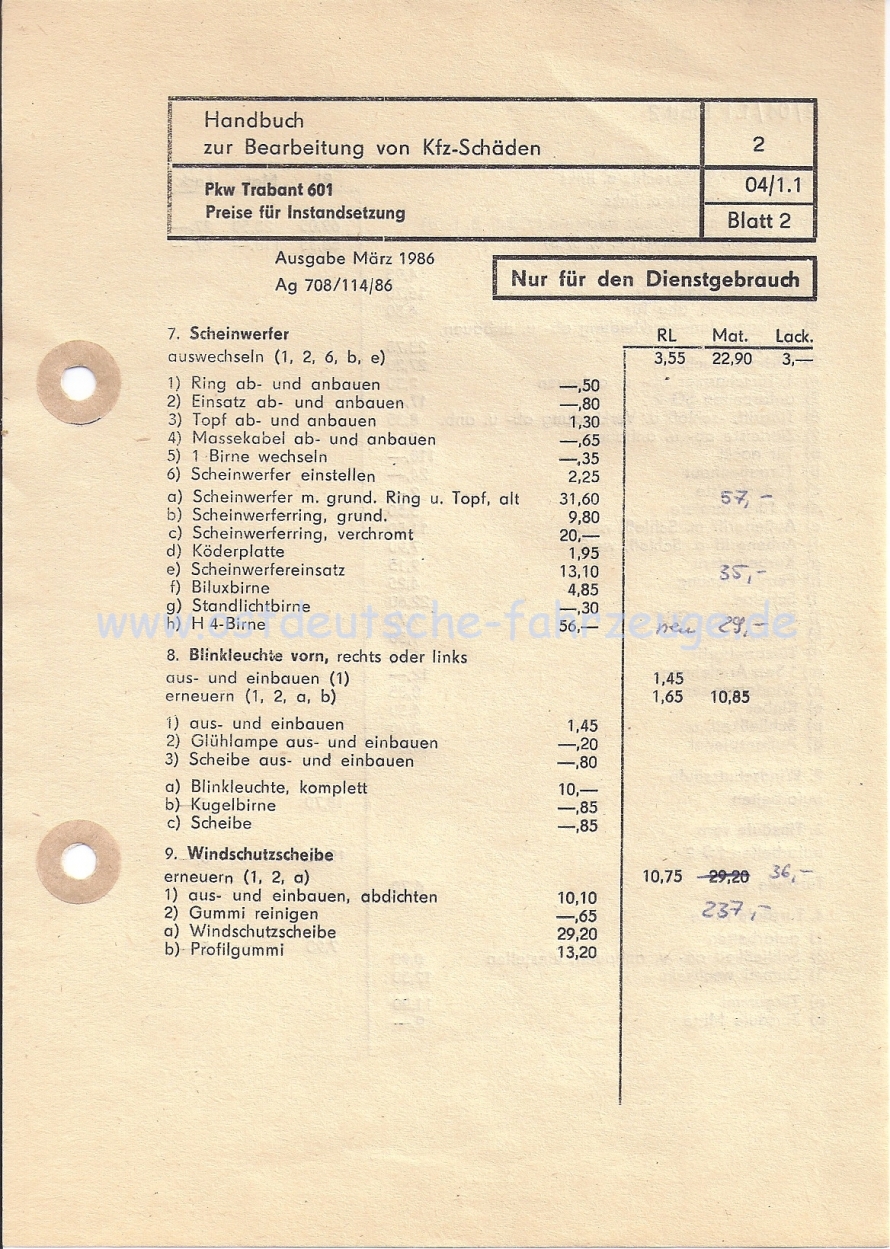 Handbuch
zur Bearbeitung von Kfz-Schäden
2
Pkw Trabant 601
Preise für Instandsetzung
04/1.1
Blatt 2
Ausgabe März 1986
Ag 708/114/86
Nur für den Dienstgebrauch
7. Scheinwerfer RL Mat. Lack.
auswechseln (1, 2, 6, b, e) 3,55 22,90 3,—
1) Ring ab- und anbauen —,50
2) Einsatz ab- und anbauen —,80
3) Topf ab- und anbauen 1,30
4) Massekabel ab- und anbauen —,65
5) 1 Birne wechseln —,35
6) Scheinwerfer einstellen 2,25
a) Scheinwerfer m. grund. Ring u. Topf, alt 31,60 57,-
b) Scheinwerferring, grund. 9,80
c) Scheinwerferring, verchromt 20,—
d) Köderplatte 1,95
e) Scheinwerfereinsatz 13,10 35,-
f) Biluxbirne 4,85
g) Standlichtbirne —,30
www.ostdeutsche-fahrzeuge.de
h) H 4-Birne 56,— neu 29,-
8. Blinkleuchte vorn, rechts oder links
aus- und einbauen (1) 1,45
erneuern (1, 2, a, b) 1,65 10,85
1) aus- und einbauen 1,45
2) Glühlampe aus- und einbauen —,20
3) Scheibe aus- und einbauen —,80
a) Blinkleuchte, komplett 10,—
b) Kugelbirne —,85
c) Scheibe —,85
9. Windschutzscheibe
erneuern (1, 2, a) 10,75 29,20 36,-
1) aus- und einbauen, abdichten 10,10
2) Gummi reinigen —,65 237,-
a) Windschutzscheibe 29,20
b) Profilgummi 13,20